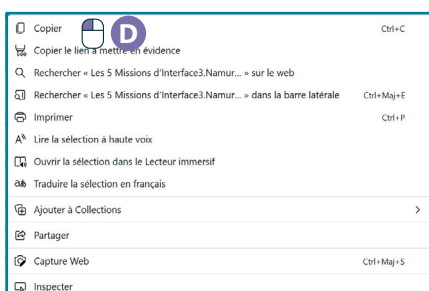 Copier D Ctrl+C
Copier le lien à mettre en évidence
Rechercher « Les 5 Missions d'Interface3.Namur... » sur le web
Rechercher « Les 5 Missions d'Interface3.Namur... » dans la barre latérale Ctrl+Maj+E
Imprimer Ctrl+P
Lire la sélection à haute voix
Ouvrir la sélection dans le Lecteur immersif
Traduire la sélection en français
Ajouter à Collections
Partager
Capture Web Ctrl+Maj+S
Inspecter